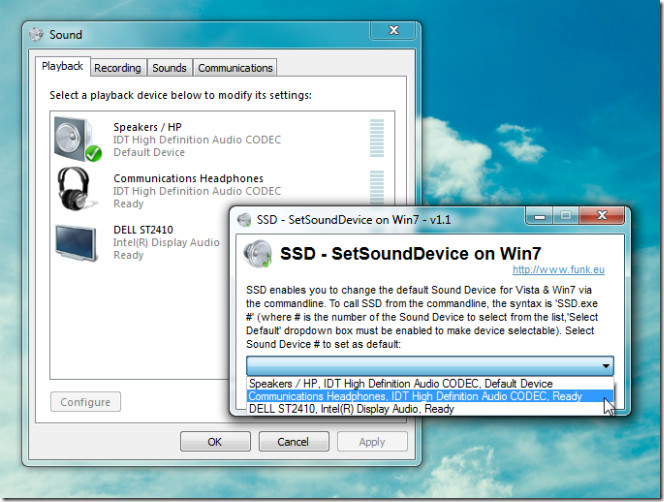 Sound
Playback
Recording
Sounds
Communications
Select a playback device below to modify its settings:
Speakers / HP
IDT High Definition Audio CODEC
Default Device
Communications Headphones
IDT High Definition Audio CODEC
Ready
DELL ST2410
Intel(R) Display Audio
Ready
Configure
OK
Cancel
Apply
SSD - SetSoundDevice on Win7 - v1.1
SSD - SetSoundDevice on Win7
http://www.funk.eu
SSD enables you to change the default Sound Device for Vista & Win7 via
the commandline. To call SSD from the commandline, the syntax is 'SSD.exe
#' (where # is the number of the Sound Device to select from the list,'Select
Default' dropdown box must be enabled to make device selectable). Select
Sound Device # to set as default:
Speakers / HP, IDT High Definition Audio CODEC, Default Device
Communications Headphones, IDT High Definition Audio CODEC, Ready
DELL ST2410, Intel(R) Display Audio, Ready